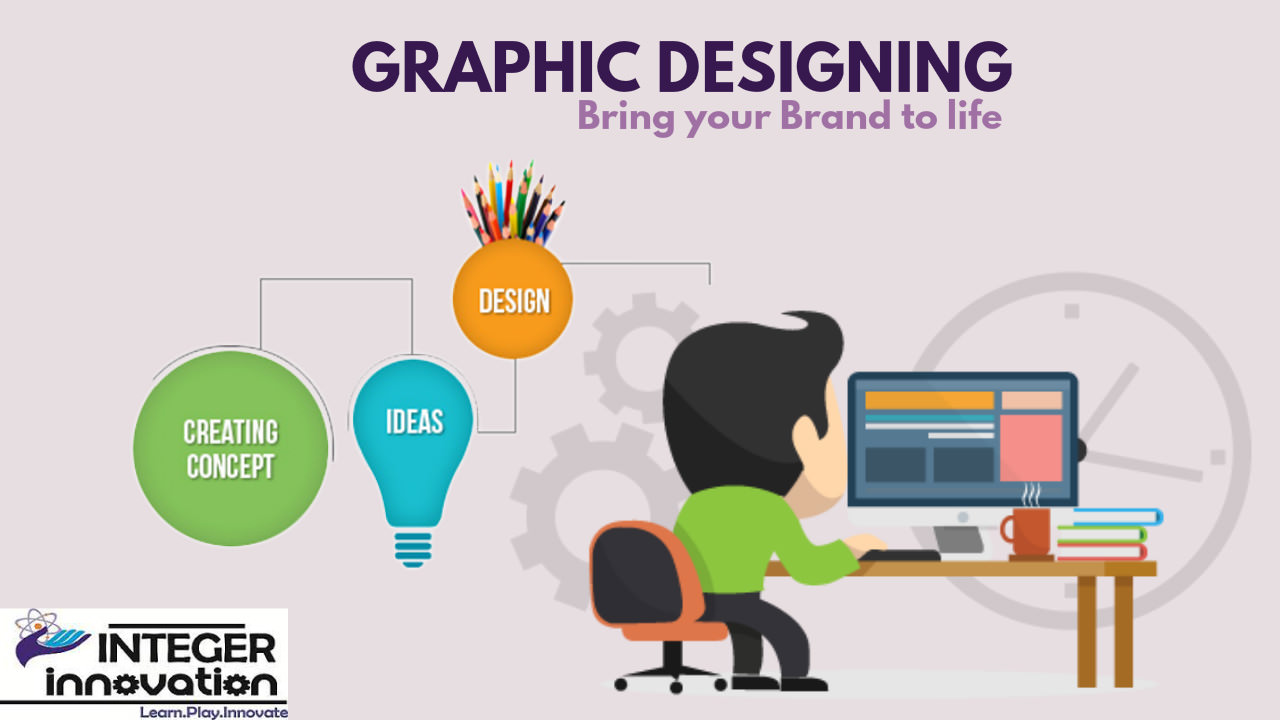 GRAPHIC DESIGNING
Bring your Brand to life
DESIGN
CREATING
CONCEPT
IDEAS
INTEGER
innovation
Learn.Play.Innovate